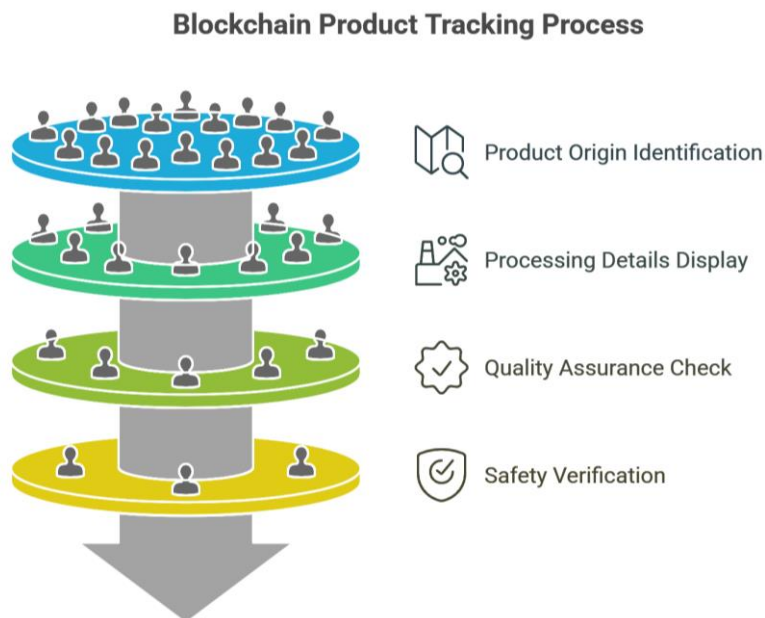 Blockchain Product Tracking Process
Product Origin Identification
Processing Details Display
Quality Assurance Check
Safety Verification